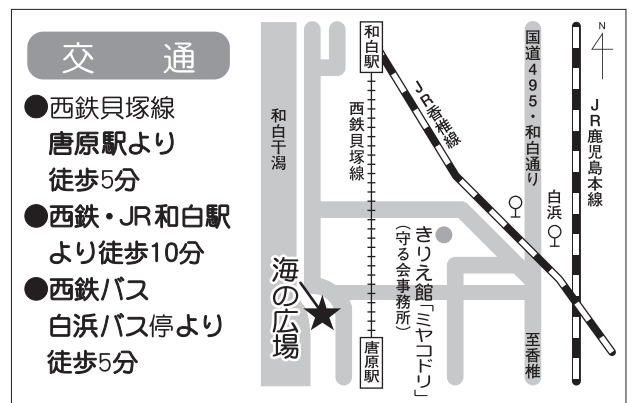 交　通
●西鉄貝塚線
唐原駅より
徒歩5分
●西鉄・JR和白駅
より徒歩10分
●西鉄バス
白浜バス停より
徒歩5分
和白干潟
和白駅
西鉄貝塚線
JR香椎線
国道495・和白通り
JR鹿児島本線
N
白浜
きりえ館「ミヤコドリ」
(守る会事務所)
海の広場
唐原駅
至香椎